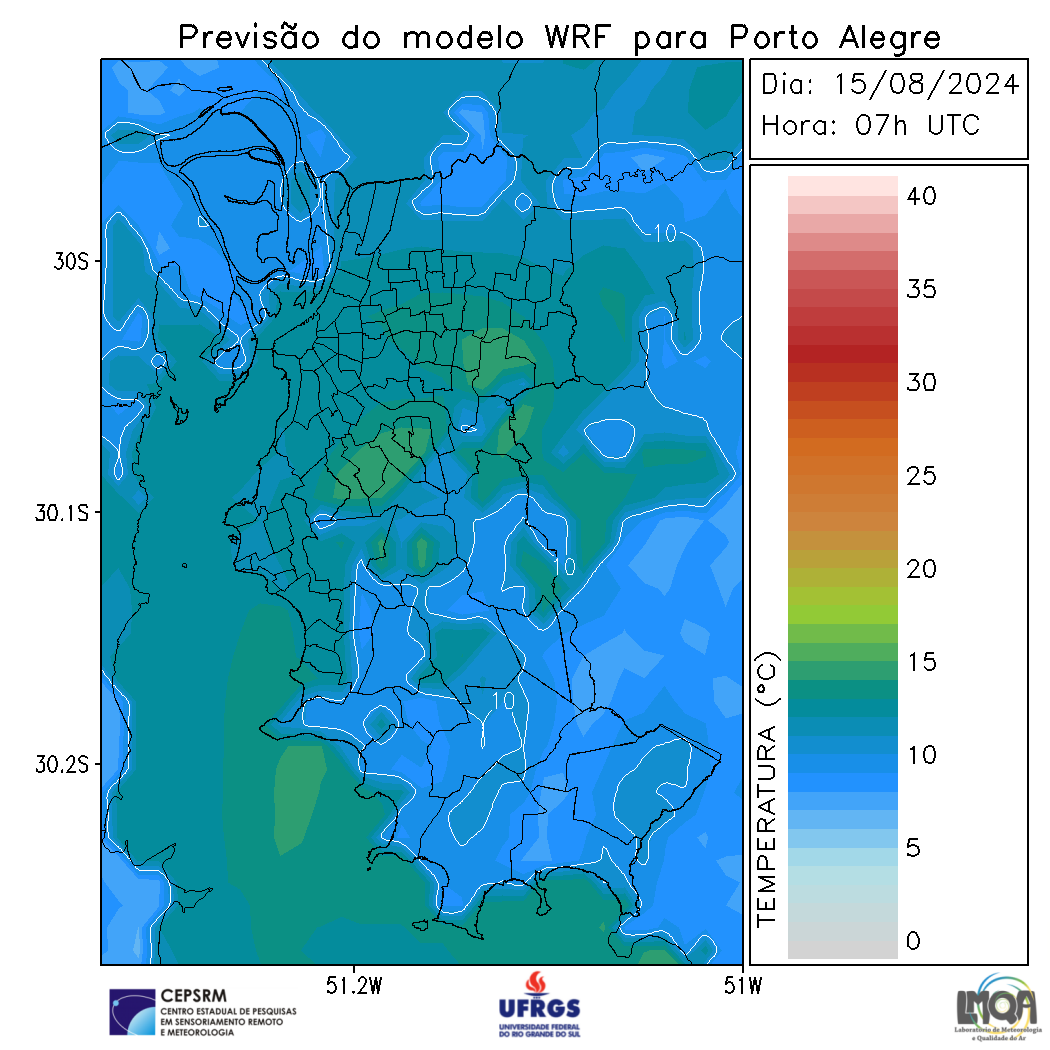 Previsão do modelo WRF para Porto Alegre
Dia: 15/08/2024
Hora: 07h UTC
40
35
30
25
20
15
10
5
0
TEMPERATURA (°C)
30S
30.1S
30.2S
51.2W
51W
10
10
10
CEPSRM
CENTRO ESTADUAL DE PESQUISAS
EM SENSORIAMENTO REMOTO
E METEOROLOGIA
UFRGS
UNIVERSIDADE FEDERAL
DO RIO GRANDE DO SUL
LMQA
Laboratório de Meteorologia
e Qualidade do Ar